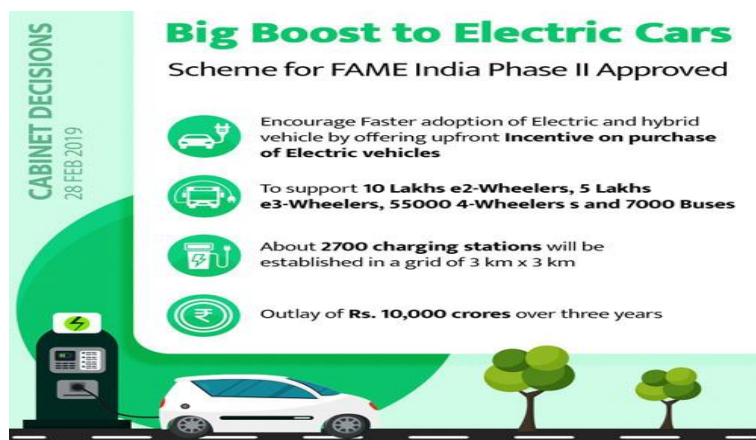 Big Boost to Electric Cars
Scheme for FAME India Phase II Approved
CABINET DECISIONS
28 FEB 2019
Encourage Faster adoption of Electric and hybrid
vehicle by offering upfront Incentive on purchase
of Electric vehicles
To support 10 Lakhs e2-Wheelers, 5 Lakhs
e3-Wheelers, 55000 4-Wheelers s and 7000 Buses
About 2700 charging stations will be
established in a grid of 3 km x 3 km
₹
Outlay of Rs. 10,000 crores over three years